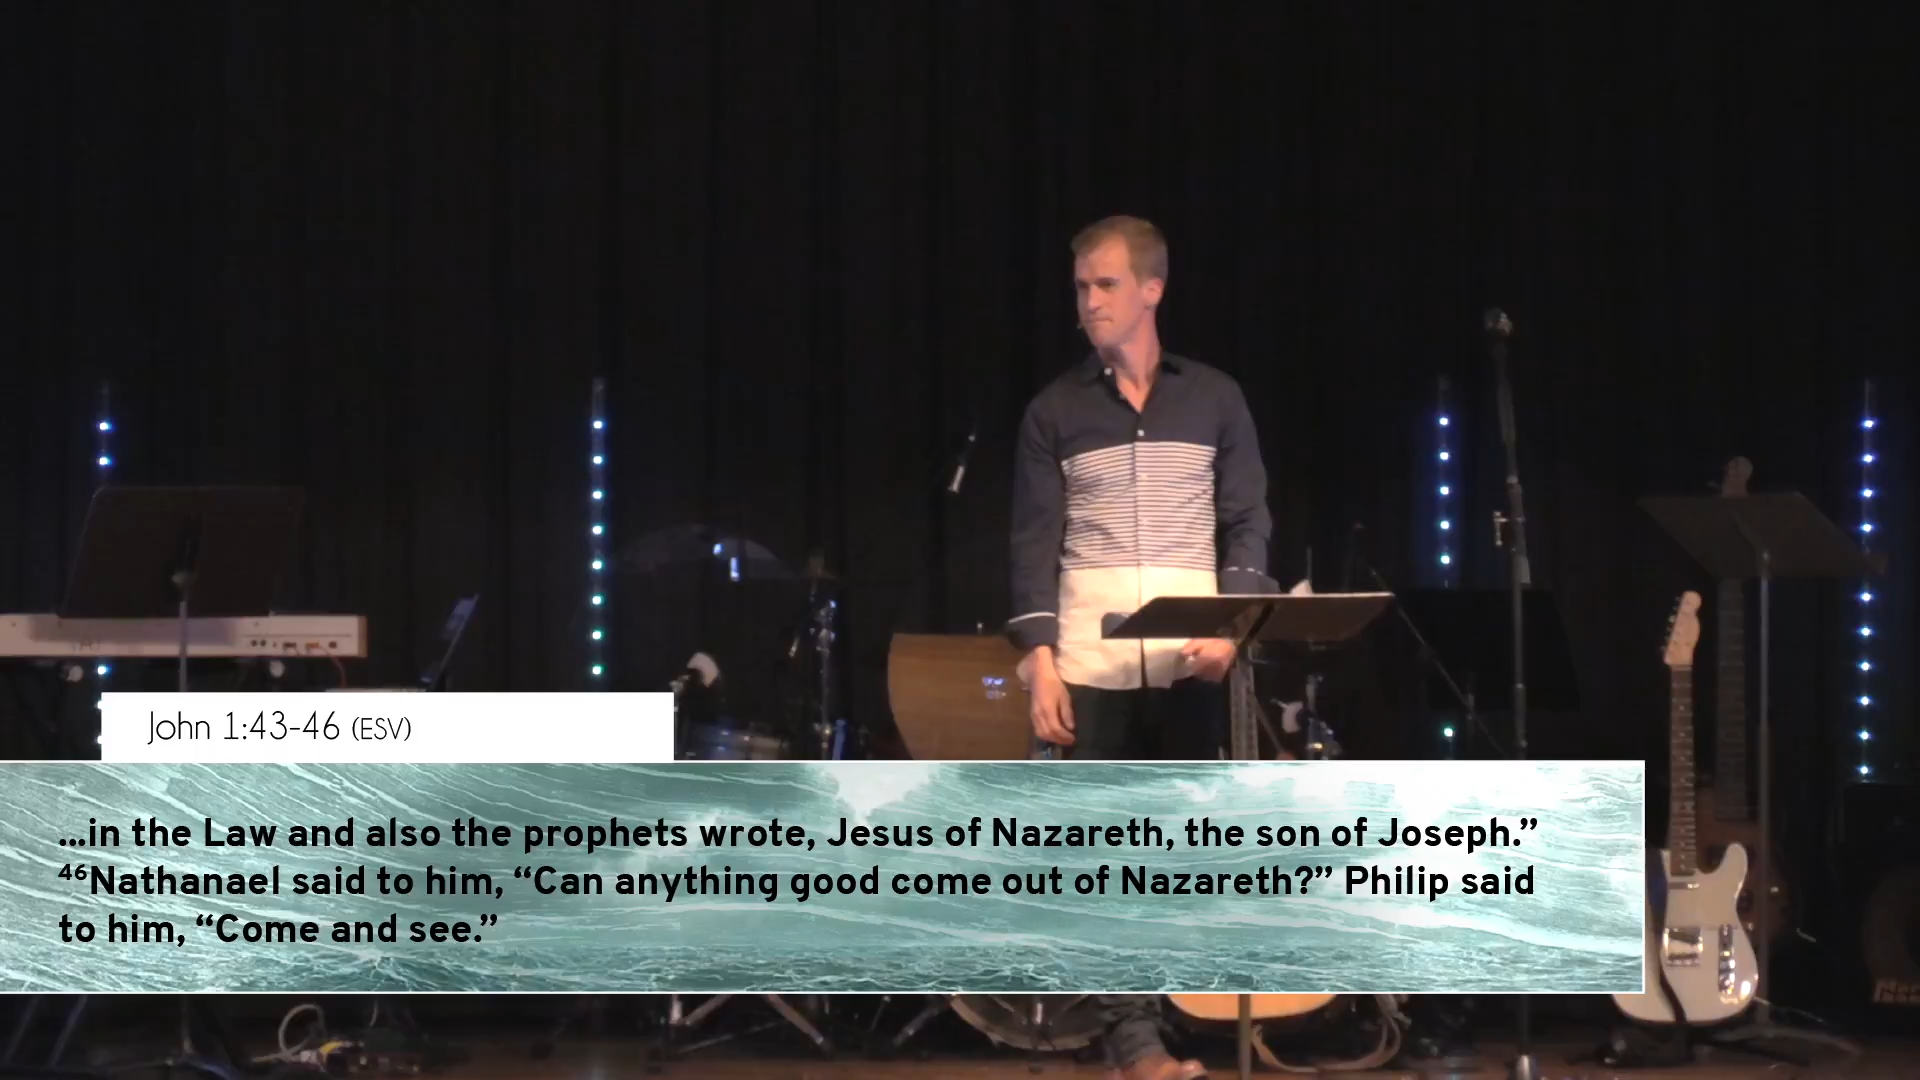 John 1:43-46 (ESV)
...in the Law and also the prophets wrote, Jesus of Nazareth, the son of Joseph.”
⁴⁶Nathanael said to him, “Can anything good come out of Nazareth?” Philip said
to him, “Come and see.”